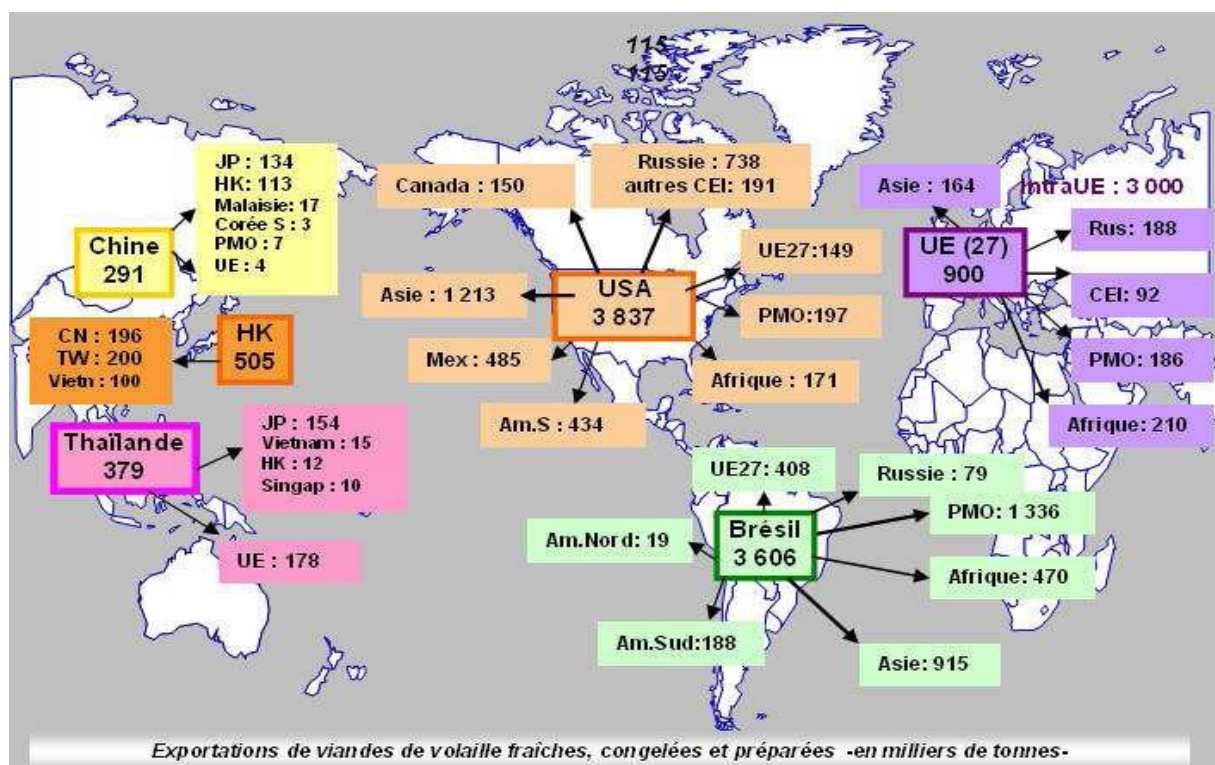 115
115
JP : 134
HK: 113
Malaisie: 17
Corée S : 3
PMO : 7
UE : 4
Chine
291
CN : 196
TW : 200
Vietn : 100
HK
505
Thaïlande
379
JP : 154
Vietnam : 15
HK : 12
Singap : 10
UE : 178
Canada : 150
Russie : 738
autres CEI: 191
UE27:149
USA
3 837
Asie : 1 213
PMO:197
Mex : 485
Afrique : 171
Am.S : 434
Asie : 164
IntraUE : 3 000
UE (27)
900
Rus: 188
CEI: 92
PMO: 186
Afrique: 210
UE27: 408
Russie : 79
PMO: 1 336
Brésil
3 606
Am.Nord: 19
Afrique: 470
Am.Sud:188
Asie: 915
Exportations de viandes de volaille fraîches, congelées et préparées -en milliers de tonnes-